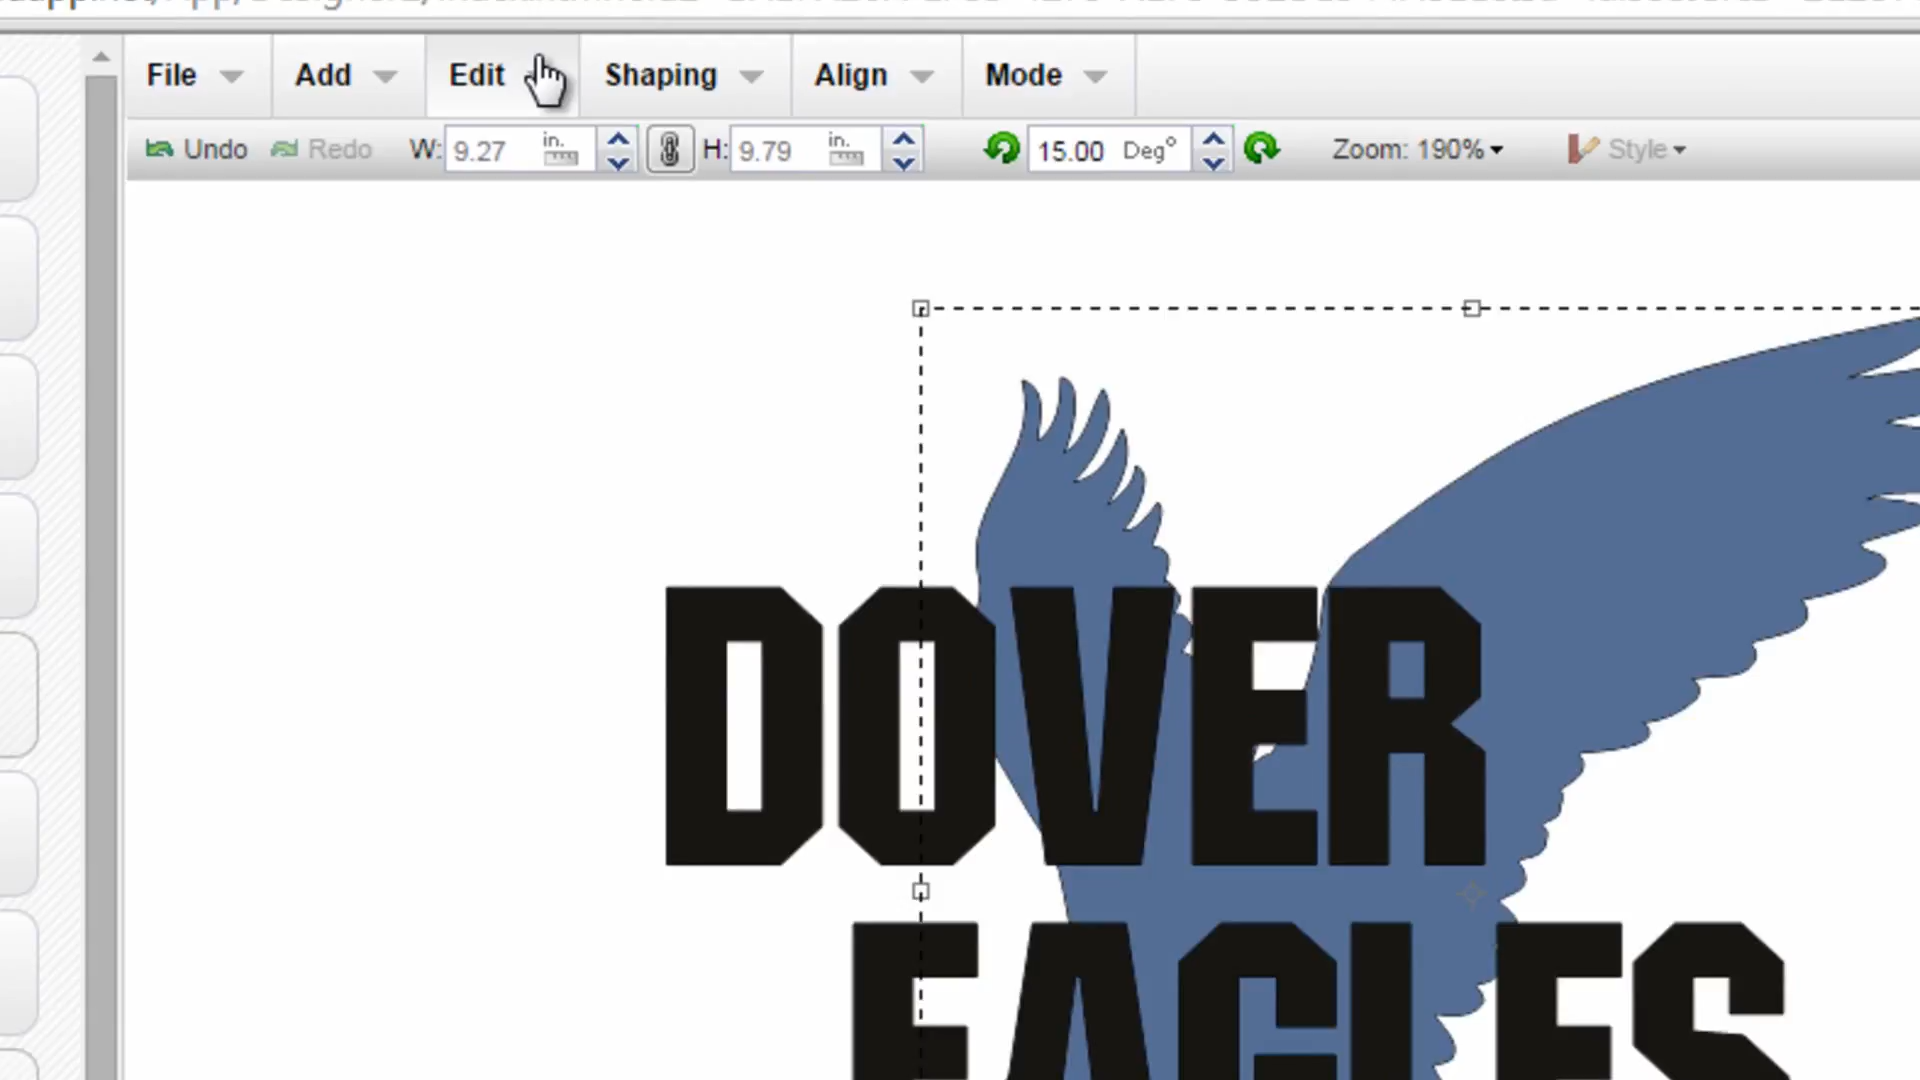 File Add Edit Shaping Align Mode
Undo Redo W: 9.27 in. H: 9.79 in. 15.00 Deg° Zoom: 190% Style
DOVER
EAGLES